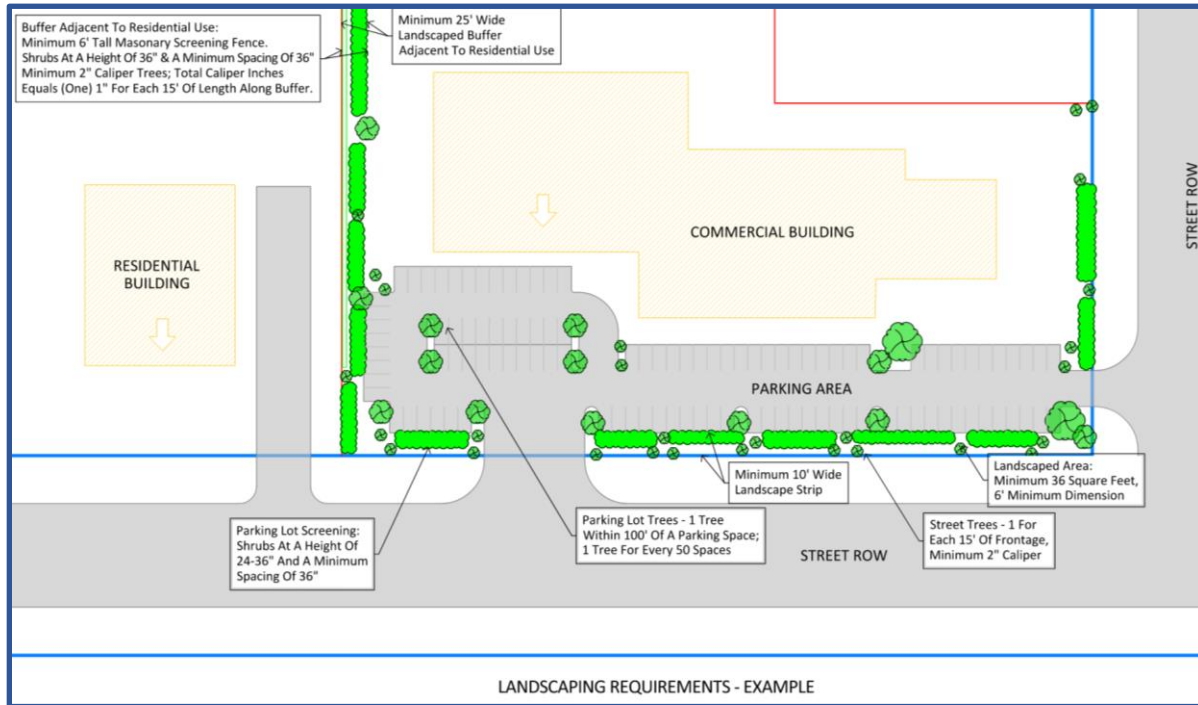 Buffer Adjacent To Residential Use:
Minimum 6' Tall Masonary Screening Fence.
Shrubs At A Height Of 36" & A Minimum Spacing Of 36"
Minimum 2" Caliper Trees; Total Caliper Inches
Equals (One) 1" For Each 15' Of Length Along Buffer.
Minimum 25' Wide
Landscaped Buffer
Adjacent To Residential Use
STREET ROW
RESIDENTIAL
BUILDING
COMMERCIAL BUILDING
PARKING AREA
Minimum 10' Wide
Landscape Strip
Landscaped Area:
Minimum 36 Square Feet,
6' Minimum Dimension
Parking Lot Screening:
Shrubs At A Height Of
24-36" And A Minimum
Spacing Of 36"
Parking Lot Trees - 1 Tree
Within 100' Of A Parking Space;
1 Tree For Every 50 Spaces
Street Trees - 1 For
Each 15' Of Frontage,
Minimum 2" Caliper
STREET ROW
LANDSCAPING REQUIREMENTS - EXAMPLE